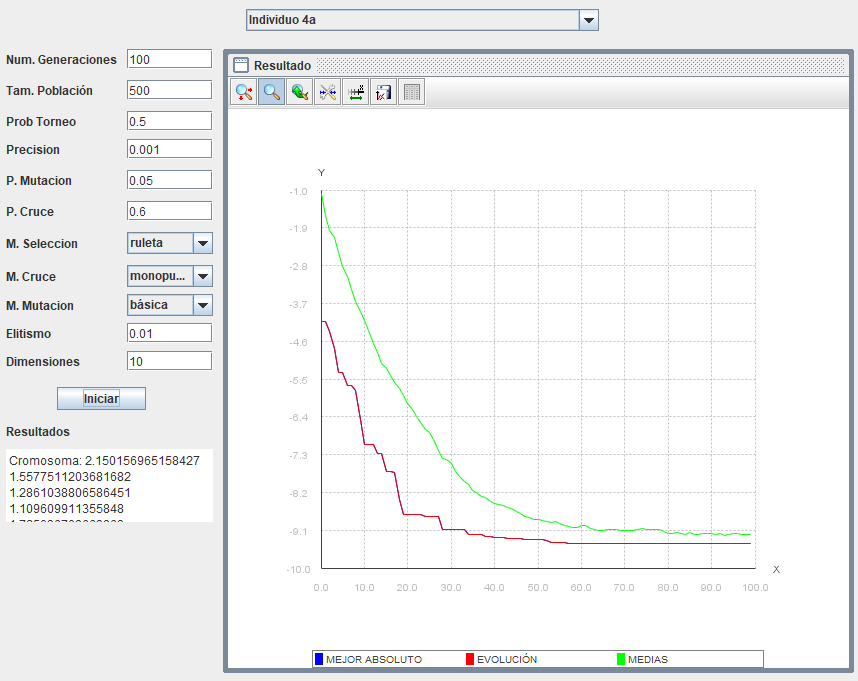 Individuo 4a
Num. Generaciones 100
Tam. Población 500
Prob Torneo 0.5
Precision 0.001
P. Mutacion 0.05
P. Cruce 0.6
M. Seleccion ruleta
M. Cruce monopu...
M. Mutacion básica
Elitismo 0.01
Dimensiones 10
Iniciar
Resultados
Cromosoma: 2.150156965158427
1.5577511203681682
1.2861038806586451
1.109609911355848
Resultado
Y
-1.0
-1.9
-2.8
-3.7
-4.6
-5.5
-6.4
-7.3
-8.2
-9.1
-10.0
0.0 10.0 20.0 30.0 40.0 50.0 60.0 70.0 80.0 90.0 100.0
X
MEJOR ABSOLUTO EVOLUCIÓN MEDIAS